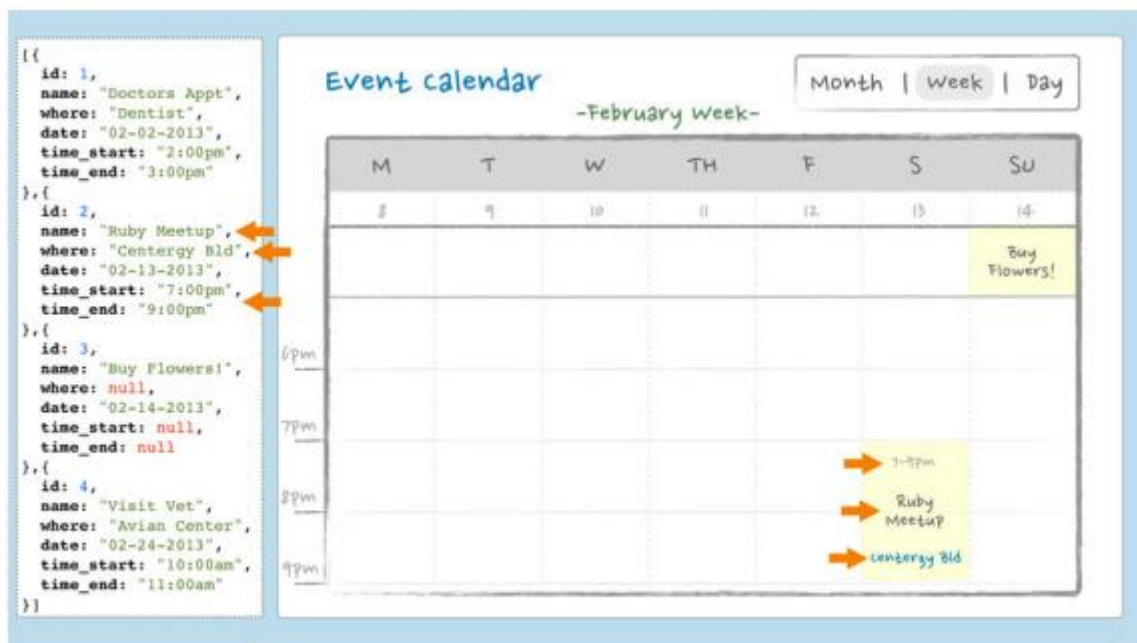 [{
id: 1,
name: "Doctors Appt",
where: "Dentist",
date: "02-02-2013",
time_start: "2:00pm",
time_end: "3:00pm"
},{
id: 2,
name: "Ruby Meetup",
where: "Centergy Bld",
date: "02-13-2013",
time_start: "7:00pm",
time_end: "9:00pm"
},{
id: 3,
name: "Buy Flowers!",
where: null,
date: "02-14-2013",
time_start: null,
time_end: null
},{
id: 4,
name: "Visit Vet",
where: "Avian Center",
date: "02-24-2013",
time_start: "10:00am",
time_end: "11:00am"
}]
Event Calendar
Month | Week | Day
-February Week-
M T W TH F S SU
8 9 10 11 12 13 14
Buy
Flowers!
6pm
7pm
7-9pm
8pm
Ruby
Meetup
Centergy Bld
9pm